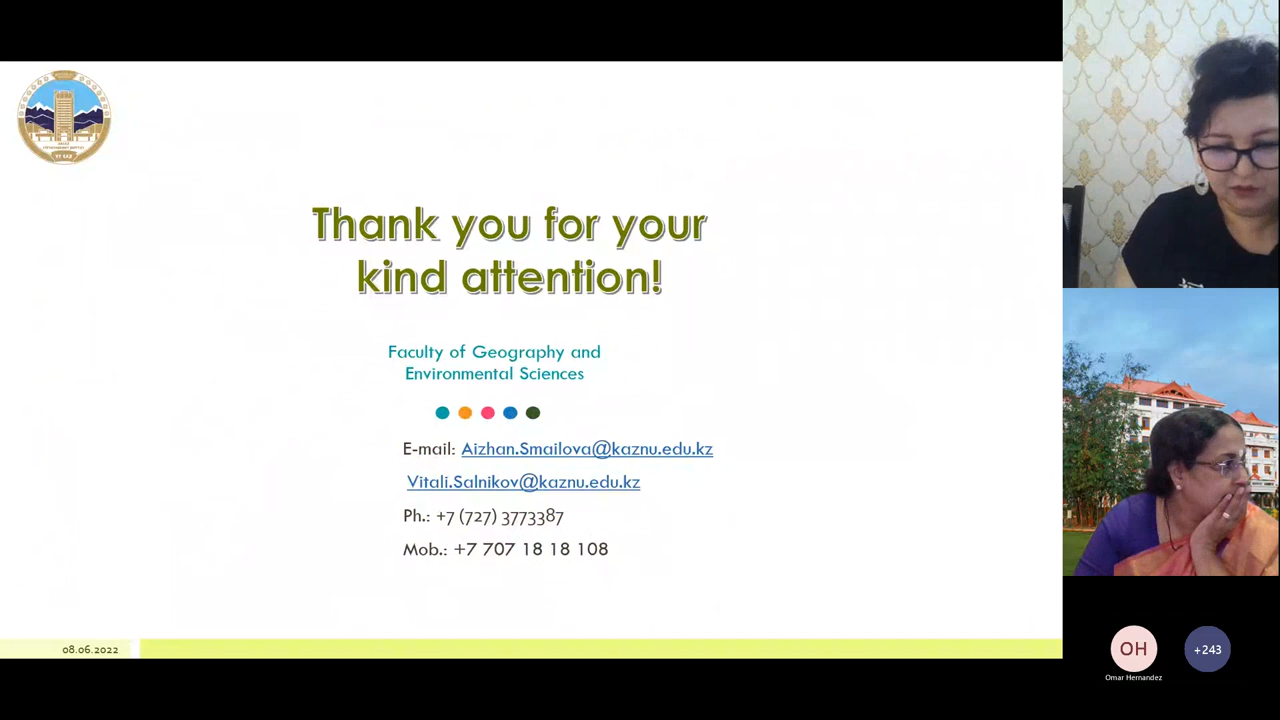 Thank you for your
kind attention!
Faculty of Geography and
Environmental Sciences
E-mail: Aizhan.Smailova@kaznu.edu.kz
Vitali.Salnikov@kaznu.edu.kz
Ph.: +7 (727) 3773387
Mob.: +7 707 18 18 108
08.06.2022
OH
+243
Omar Hernandez